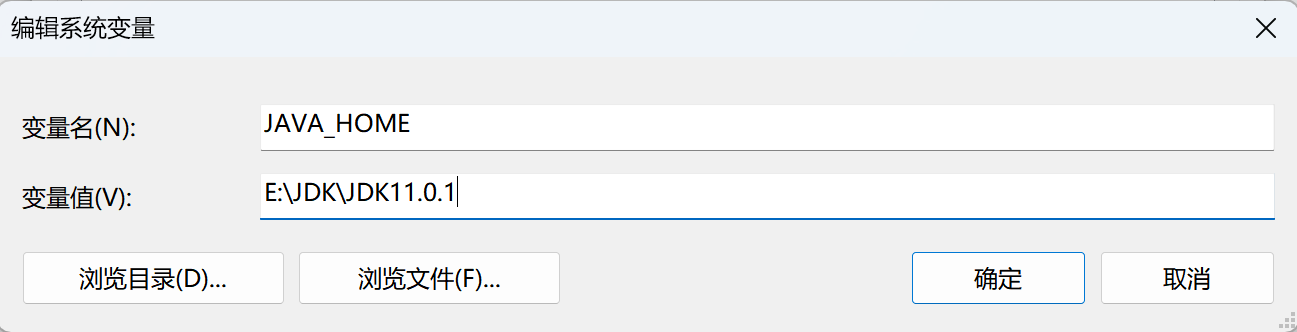 编辑系统变量
变量名(N):
JAVA_HOME
变量值(V):
E:\JDK\JDK11.0.1
浏览目录(D)...
浏览文件(F)...
确定
取消